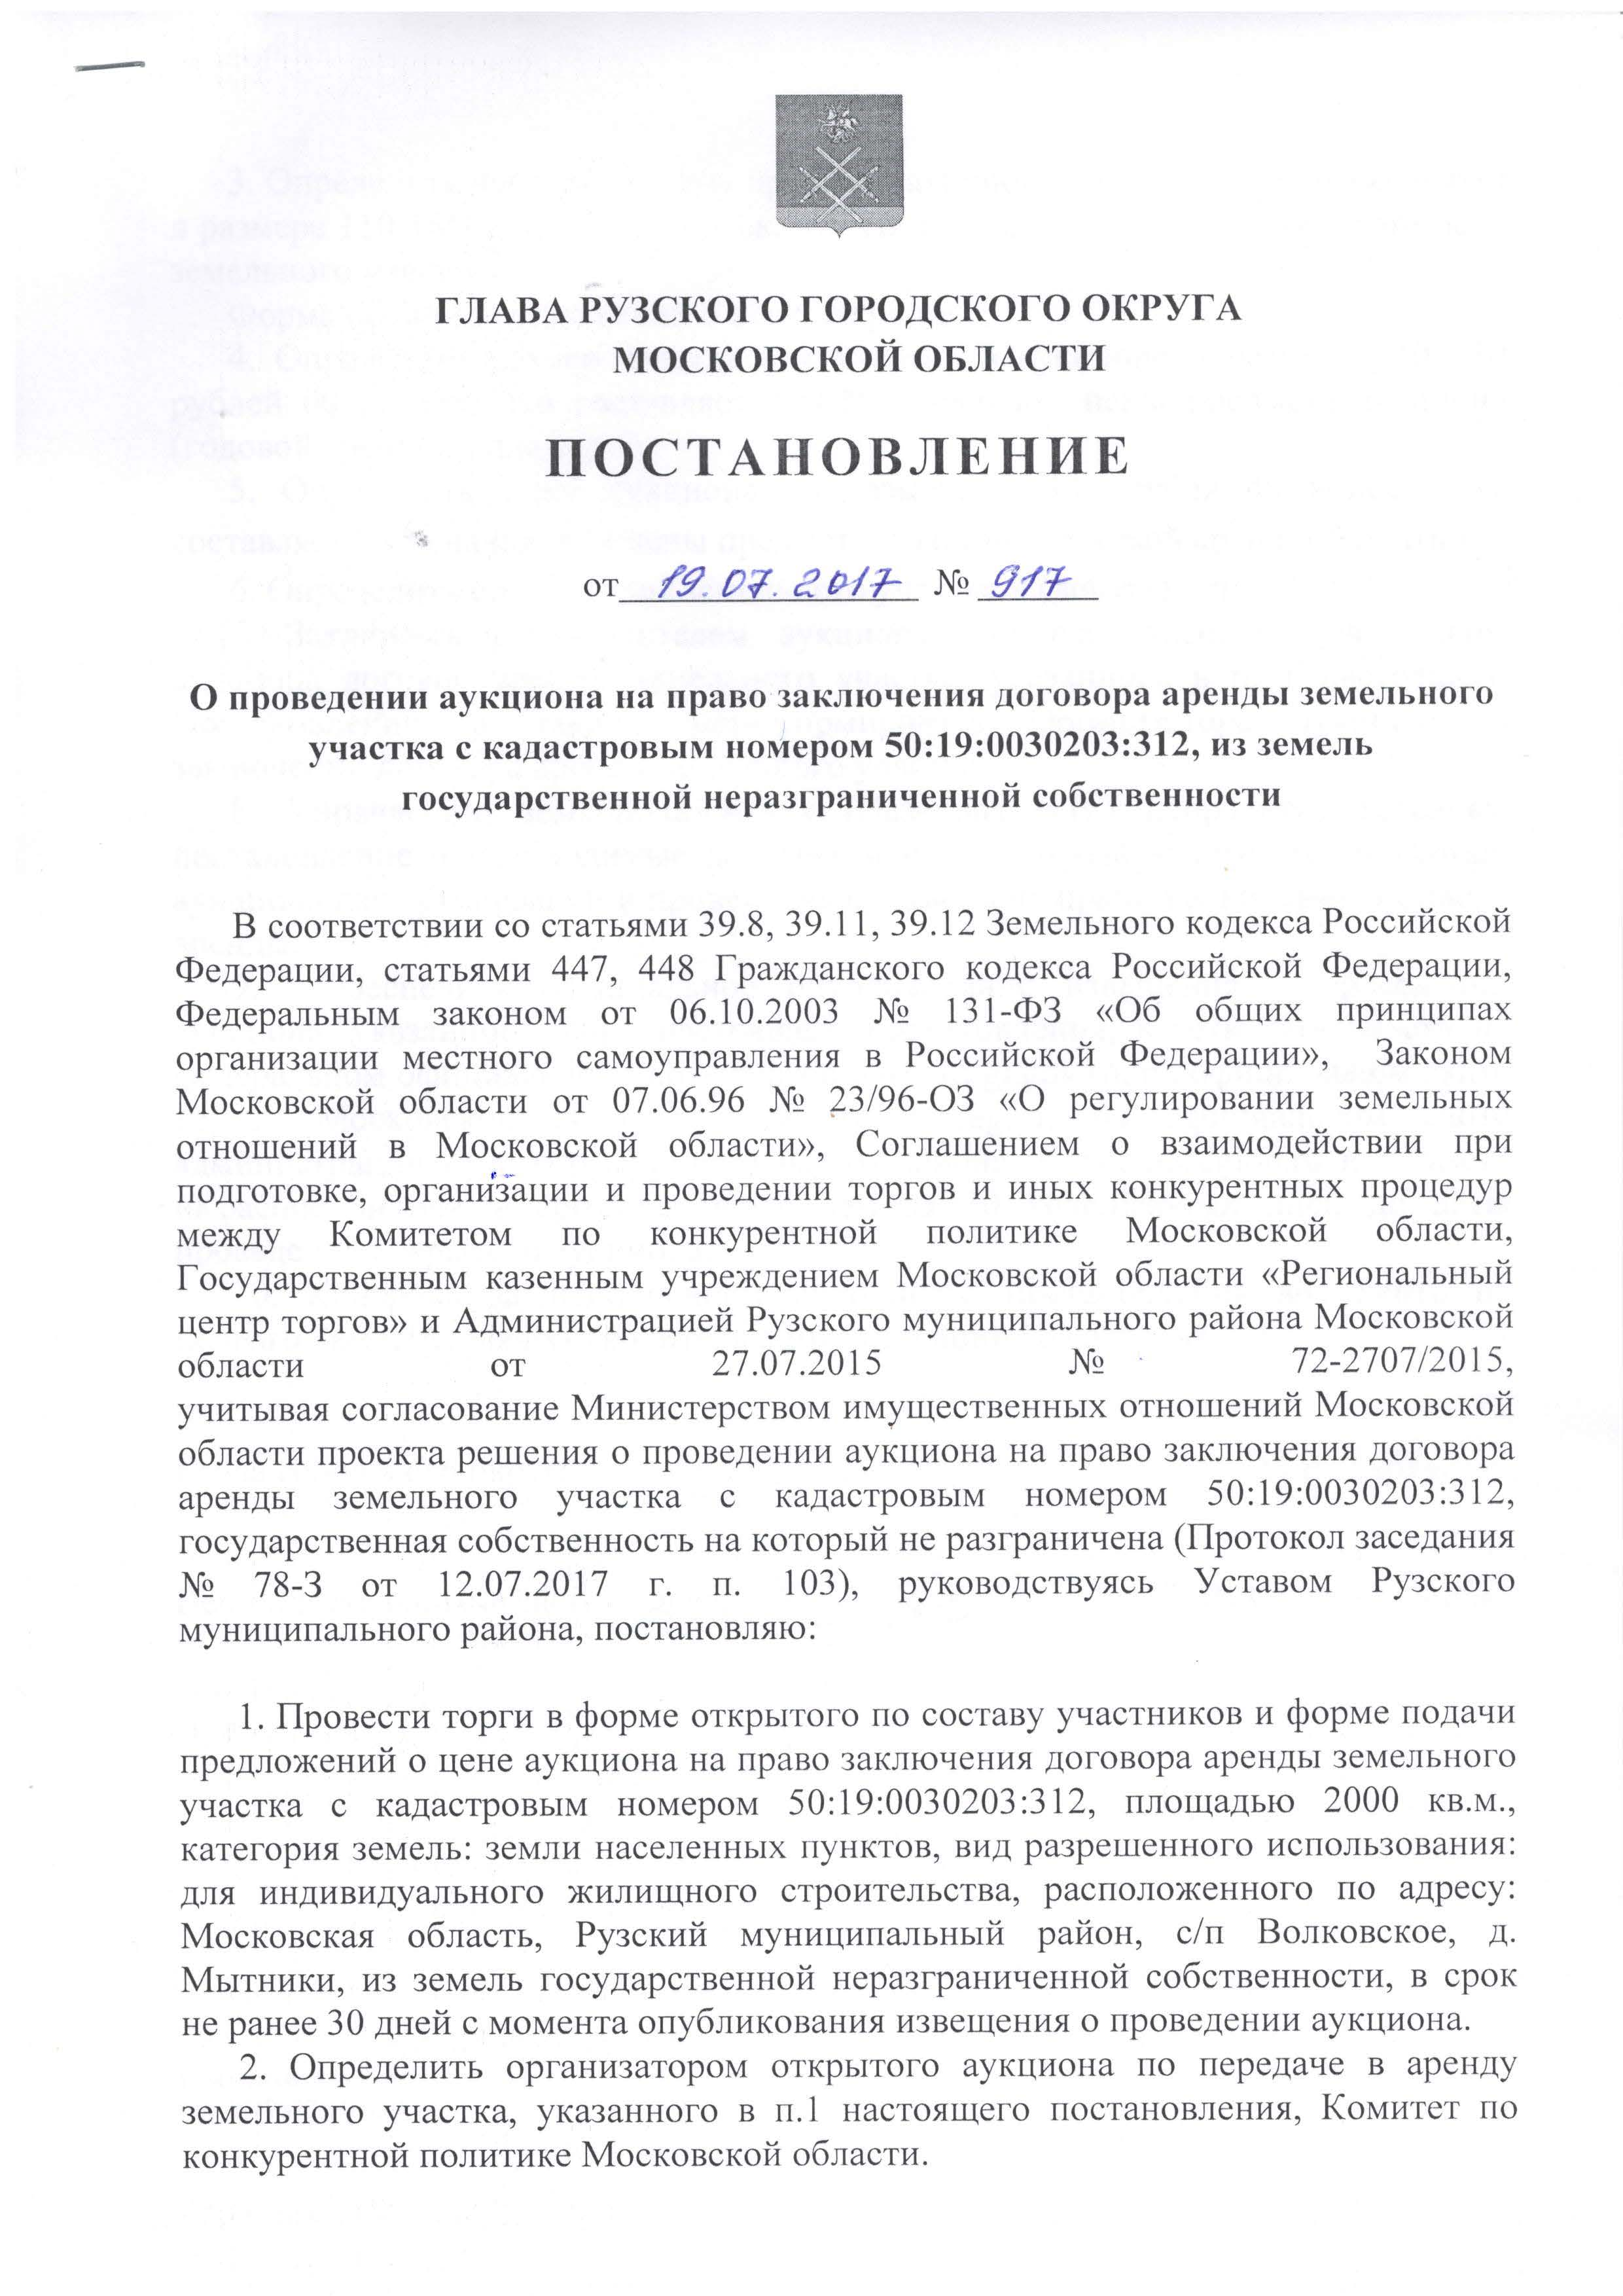 ГЛАВА РУЗСКОГО ГОРОДСКОГО ОКРУГА
МОСКОВСКОЙ ОБЛАСТИ
ПОСТАНОВЛЕНИЕ
от 19.07.2017 № 917
О проведении аукциона на право заключения договора аренды земельного
участка с кадастровым номером 50:19:0030203:312, из земель
государственной неразграниченной собственности
В соответствии со статьями 39.8, 39.11, 39.12 Земельного кодекса Российской
Федерации, статьями 447, 448 Гражданского кодекса Российской Федерации,
Федеральным законом от 06.10.2003 № 131-ФЗ «Об общих принципах
организации местного самоуправления в Российской Федерации», Законом
Московской области от 07.06.96 № 23/96-ОЗ «О регулировании земельных
отношений в Московской области», Соглашением о взаимодействии при
подготовке, организации и проведении торгов и иных конкурентных процедур
между Комитетом по конкурентной политике Московской области,
Государственным казенным учреждением Московской области «Региональный
центр торгов» и Администрацией Рузского муниципального района Московской
области от 27.07.2015 № 72-2707/2015,
учитывая согласование Министерством имущественных отношений Московской
области проекта решения о проведении аукциона на право заключения договора
аренды земельного участка с кадастровым номером 50:19:0030203:312,
государственная собственность на который не разграничена (Протокол заседания
№ 78-З от 12.07.2017 г. п. 103), руководствуясь Уставом Рузского
муниципального района, постановляю:
1. Провести торги в форме открытого по составу участников и форме подачи
предложений о цене аукциона на право заключения договора аренды земельного
участка с кадастровым номером 50:19:0030203:312, площадью 2000 кв.м.,
категория земель: земли населенных пунктов, вид разрешенного использования:
для индивидуального жилищного строительства, расположенного по адресу:
Московская область, Рузский муниципальный район, с/п Волковское, д.
Мытники, из земель государственной неразграниченной собственности, в срок
не ранее 30 дней с момента опубликования извещения о проведении аукциона.
2. Определить организатором открытого аукциона по передаче в аренду
земельного участка, указанного в п.1 настоящего постановления, Комитет по
конкурентной политике Московской области.